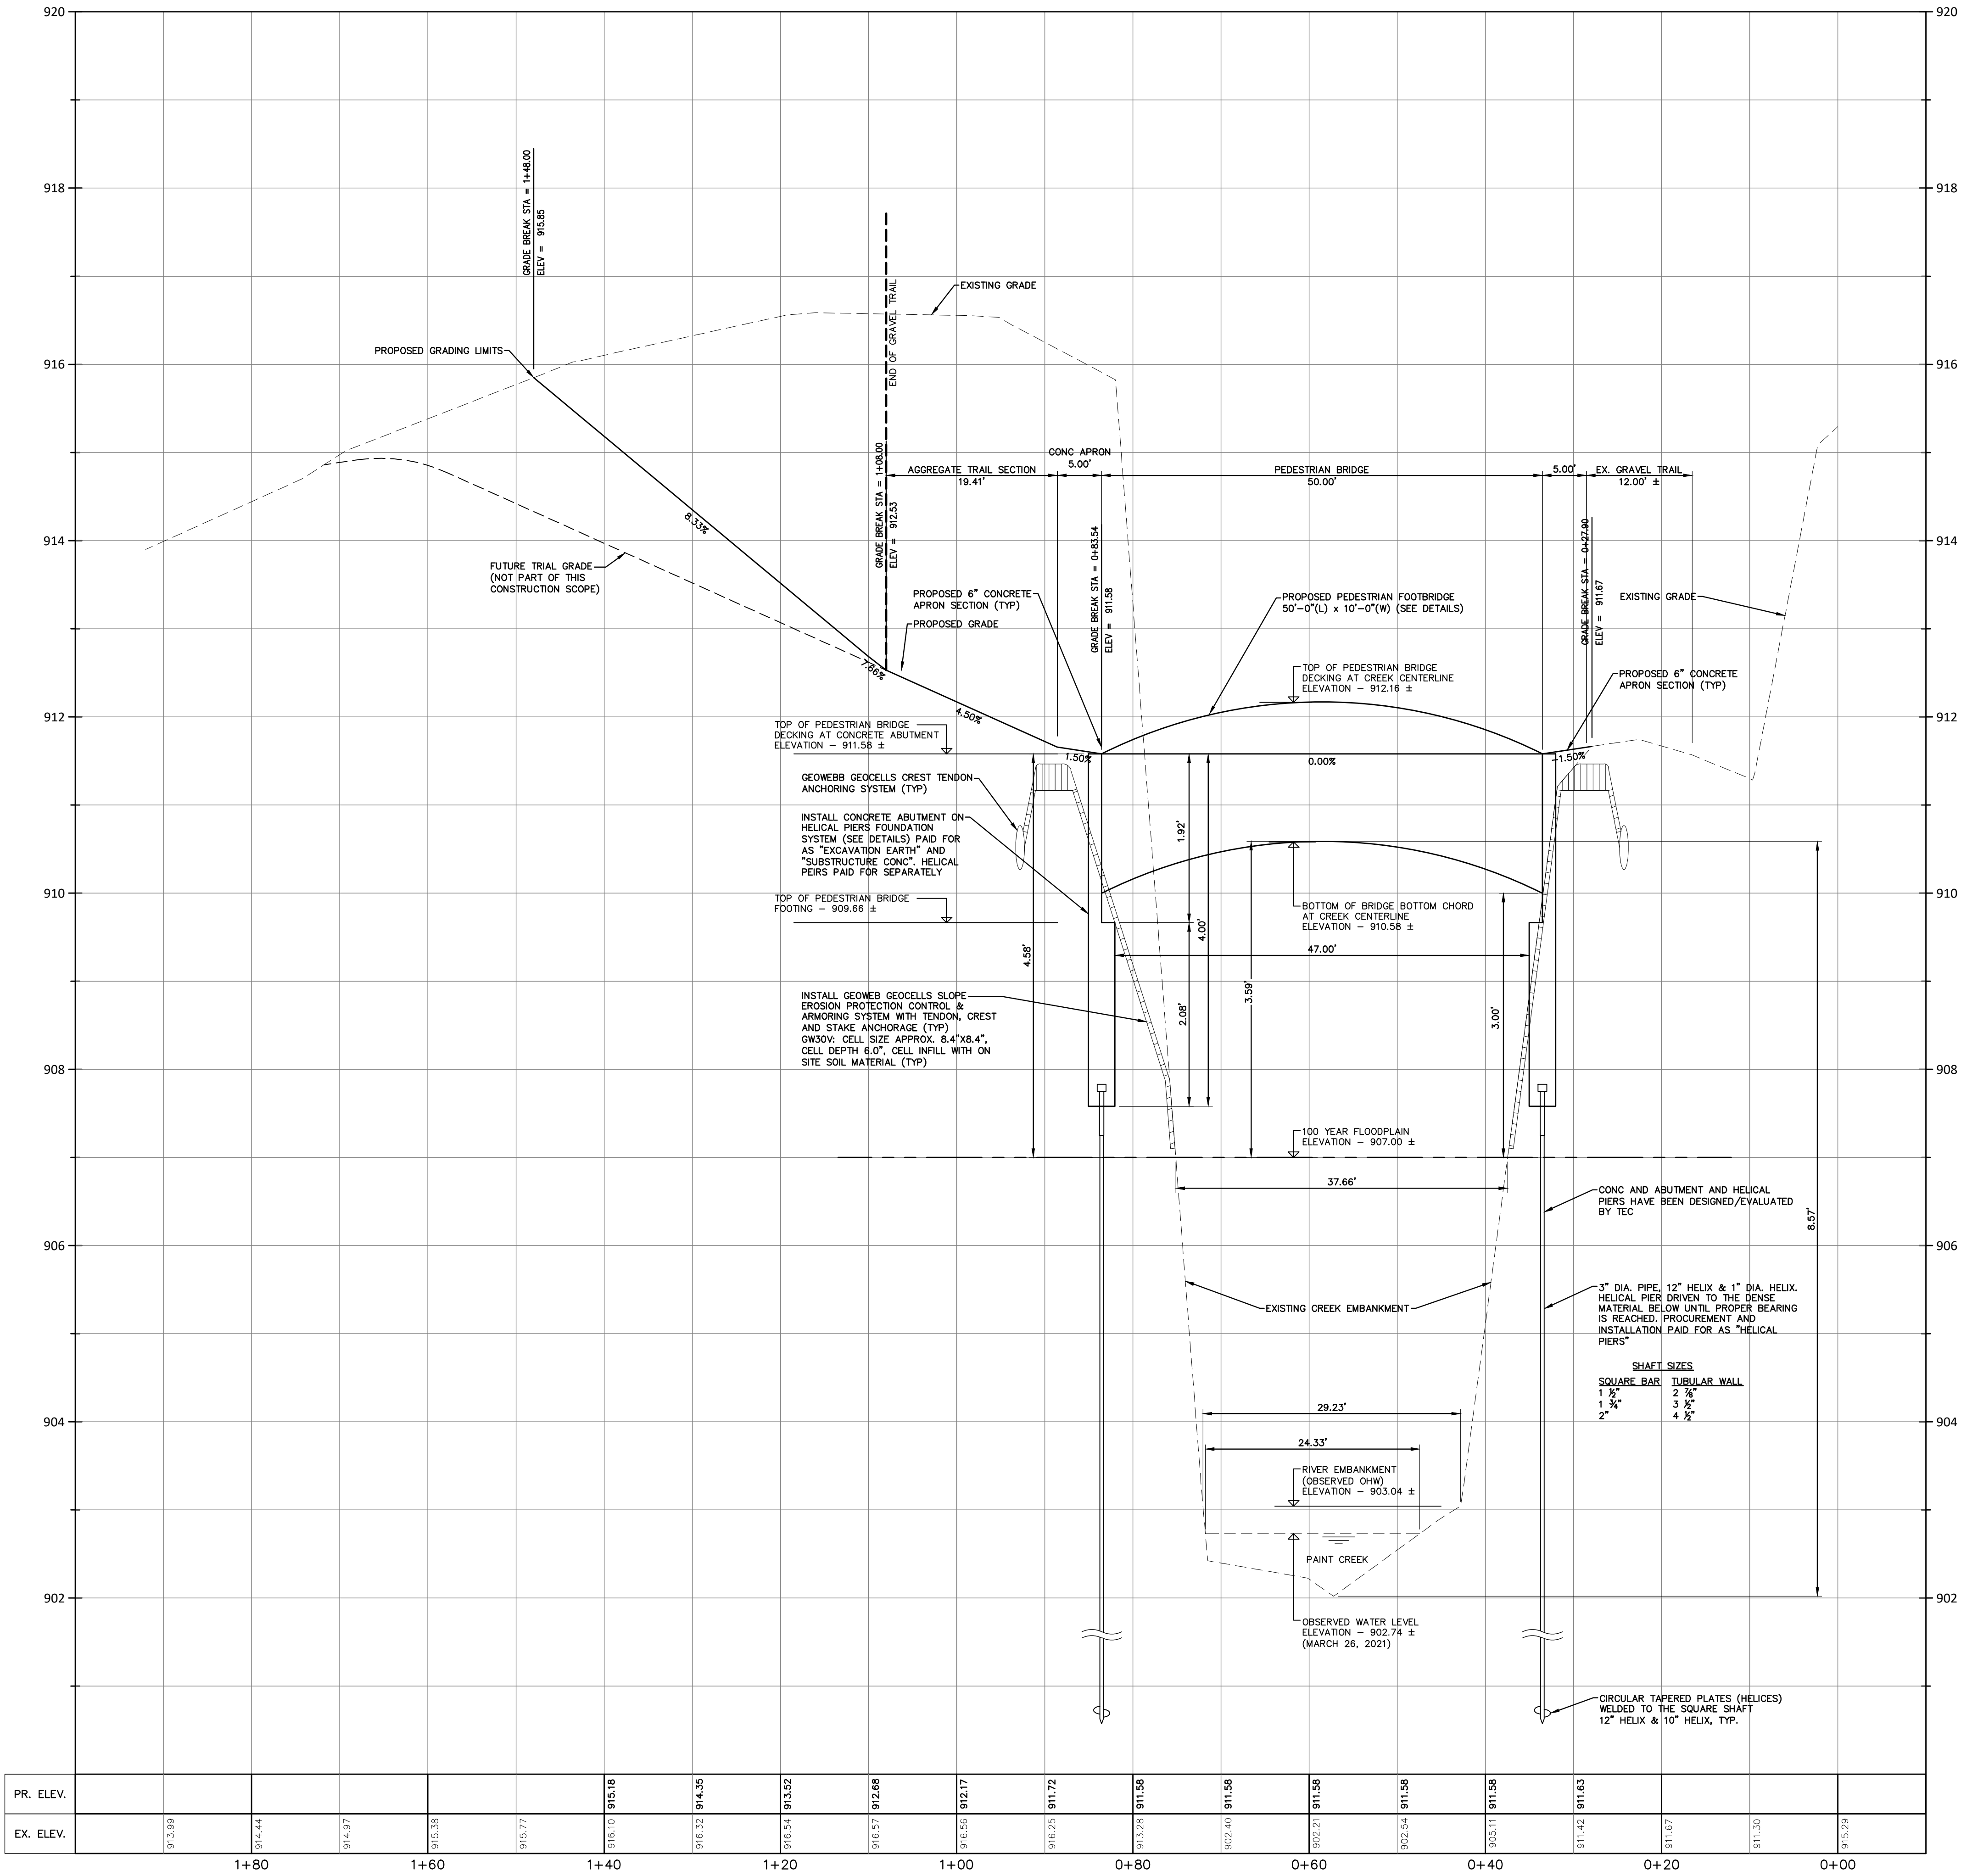 920
920
918
918
916
916
914
914
912
912
910
910
908
908
906
906
904
904
902
902
GRADE BREAK STA = 1+48.00
ELEV = 915.85
PROPOSED GRADING LIMITS
END OF GRAVEL TRAIL
EXISTING GRADE
GRADE BREAK STA = 1+08.00
ELEV = 912.53
AGGREGATE TRAIL SECTION
19.41'
CONC APRON
5.00'
PEDESTRIAN BRIDGE
50.00'
5.00'
EX. GRAVEL TRAIL
12.00' ±
8.33%
FUTURE TRIAL GRADE
(NOT PART OF THIS
CONSTRUCTION SCOPE)
GRADE BREAK STA = 0+83.54
ELEV = 911.58
GRADE BREAK STA = 0+27.90
ELEV = 911.67
PROPOSED 6" CONCRETE
APRON SECTION (TYP)
PROPOSED GRADE
PROPOSED PEDESTRIAN FOOTBRIDGE
50'-0"(L) x 10'-0"(W) (SEE DETAILS)
EXISTING GRADE
7.66%
4.50%
TOP OF PEDESTRIAN BRIDGE
DECKING AT CREEK CENTERLINE
ELEVATION - 912.16 ±
PROPOSED 6" CONCRETE
APRON SECTION (TYP)
TOP OF PEDESTRIAN BRIDGE
DECKING AT CONCRETE ABUTMENT
ELEVATION - 911.58 ±
1.50%
0.00%
-1.50%
GEOWEBB GEOCELLS CREST TENDON
ANCHORING SYSTEM (TYP)
INSTALL CONCRETE ABUTMENT ON
HELICAL PIERS FOUNDATION
SYSTEM (SEE DETAILS) PAID FOR
AS "EXCAVATION EARTH" AND
"SUBSTRUCTURE CONC". HELICAL
PEIRS PAID FOR SEPARATELY
1.92'
TOP OF PEDESTRIAN BRIDGE
FOOTING - 909.66 ±
BOTTOM OF BRIDGE BOTTOM CHORD
AT CREEK CENTERLINE
ELEVATION - 910.58 ±
4.58'
4.00'
47.00'
3.59'
3.00'
2.08'
INSTALL GEOWEB GEOCELLS SLOPE
EROSION PROTECTION CONTROL &
ARMORING SYSTEM WITH TENDON, CREST
AND STAKE ANCHORAGE (TYP)
GW30V: CELL SIZE APPROX. 8.4"X8.4",
CELL DEPTH 6.0", CELL INFILL WITH ON
SITE SOIL MATERIAL (TYP)
100 YEAR FLOODPLAIN
ELEVATION - 907.00 ±
37.66'
CONC AND ABUTMENT AND HELICAL
PIERS HAVE BEEN DESIGNED/EVALUATED
BY TEC
8.57'
EXISTING CREEK EMBANKMENT
3" DIA. PIPE, 12" HELIX & 1" DIA. HELIX.
HELICAL PIER DRIVEN TO THE DENSE
MATERIAL BELOW UNTIL PROPER BEARING
IS REACHED. PROCUREMENT AND
INSTALLATION PAID FOR AS "HELICAL
PIERS"
SHAFT SIZES
SQUARE BAR TUBULAR WALL
1 ½" 2 ⅞"
1 ¾" 3 ½"
2" 4 ½"
29.23'
24.33'
RIVER EMBANKMENT
(OBSERVED OHW)
ELEVATION - 903.04 ±
PAINT CREEK
OBSERVED WATER LEVEL
ELEVATION - 902.74 ±
(MARCH 26, 2021)
CIRCULAR TAPERED PLATES (HELICES)
WELDED TO THE SQUARE SHAFT
12" HELIX & 10" HELIX, TYP.
PR. ELEV. 915.18 914.35 913.52 912.68 912.17 911.72 911.58 911.58 911.58 911.58 911.58 911.63
EX. ELEV. 913.99 914.44 914.97 915.38 915.77 916.10 916.32 916.54 916.57 916.56 916.25 913.28 902.40 902.21 902.54 905.11 911.42 911.67 911.30 915.29
1+80 1+60 1+40 1+20 1+00 0+80 0+60 0+40 0+20 0+00